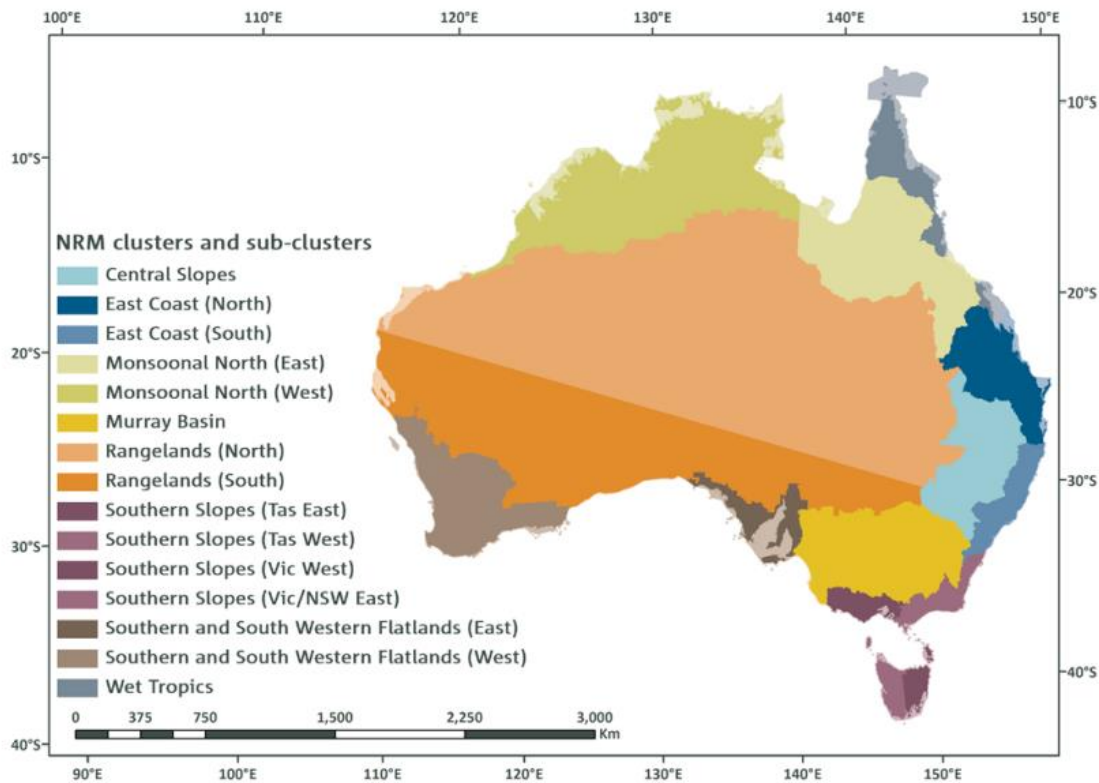 100°E 110°E 120°E 130°E 140°E 150°E
10°S
10°S
NRM clusters and sub-clusters
Central Slopes
20°S
East Coast (North)
East Coast (South)
20°S
Monsoonal North (East)
Monsoonal North (West)
Murray Basin
Rangelands (North)
Rangelands (South)
30°S
Southern Slopes (Tas East)
Southern Slopes (Tas West)
30°S
Southern Slopes (Vic West)
Southern Slopes (Vic/NSW East)
Southern and South Western Flatlands (East)
Southern and South Western Flatlands (West)
40°S
Wet Tropics
0 375 750 1,500 2,250 3,000
Km
40°S
90°E 100°E 110°E 120°E 130°E 140°E 150°E